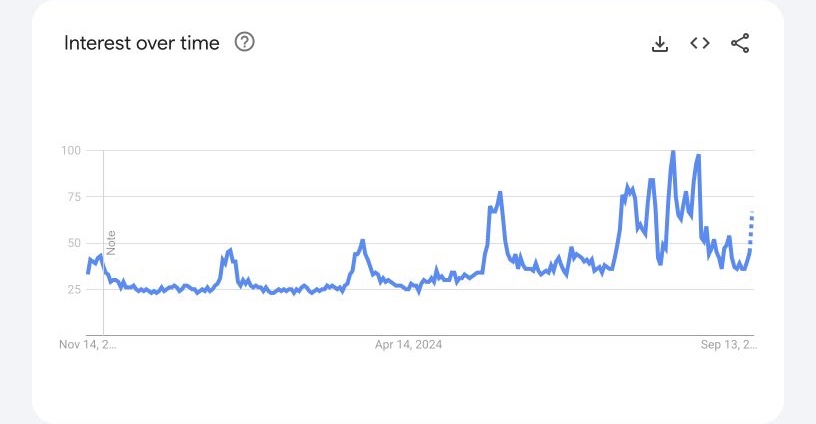 Interest over time
100
75
50
25
Note
Nov 14, 2...
Apr 14, 2024
Sep 13, 2...